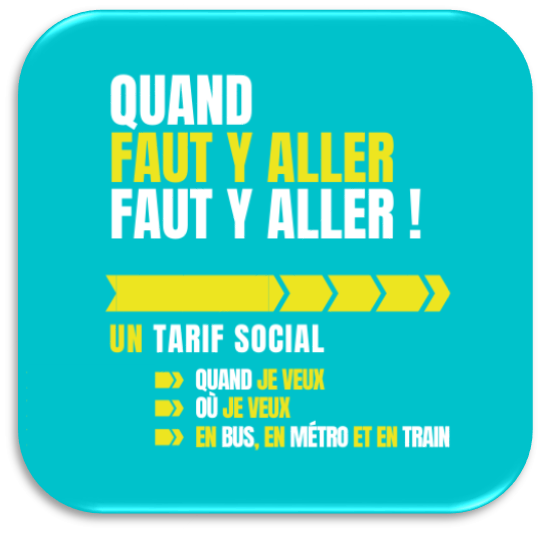 QUAND
FAUT Y ALLER
FAUT Y ALLER !
UN TARIF SOCIAL
QUAND JE VEUX
OÙ JE VEUX
EN BUS, EN MÉTRO ET EN TRAIN